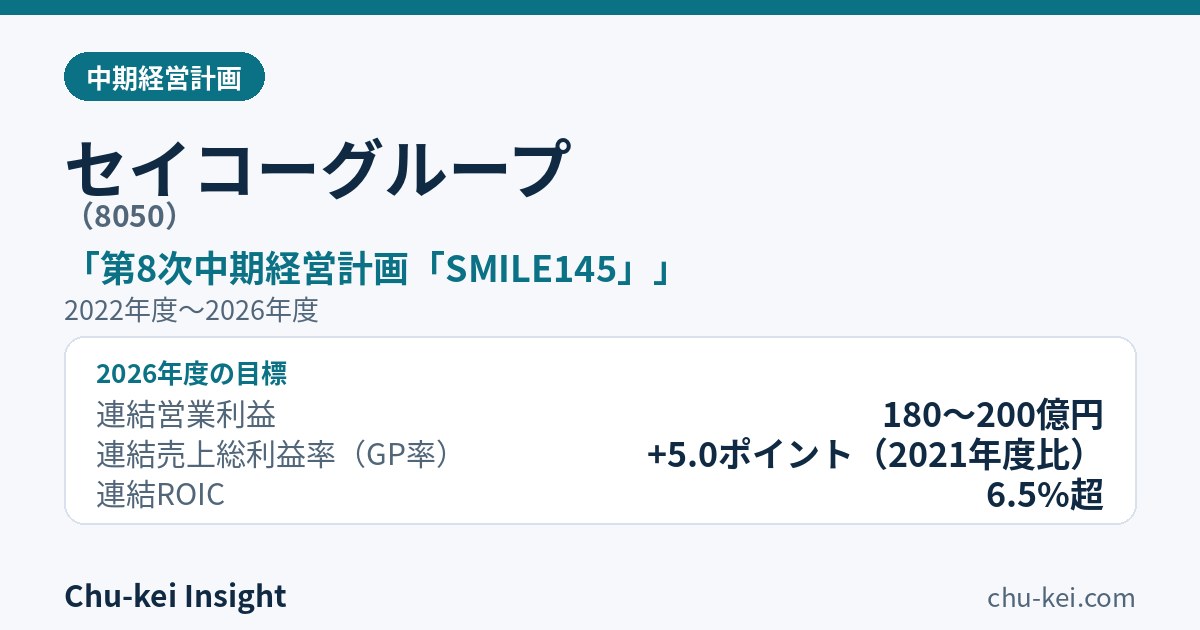 中期経営計画
セイコーグループ
（8050）
「第8次中期経営計画「SMILE145」」
2022年度〜2026年度
2026年度の目標
連結営業利益 180〜200億円
連結売上総利益率（GP率） +5.0ポイント（2021年度比）
連結ROIC 6.5%超
Chu-kei Insight chu-kei.com